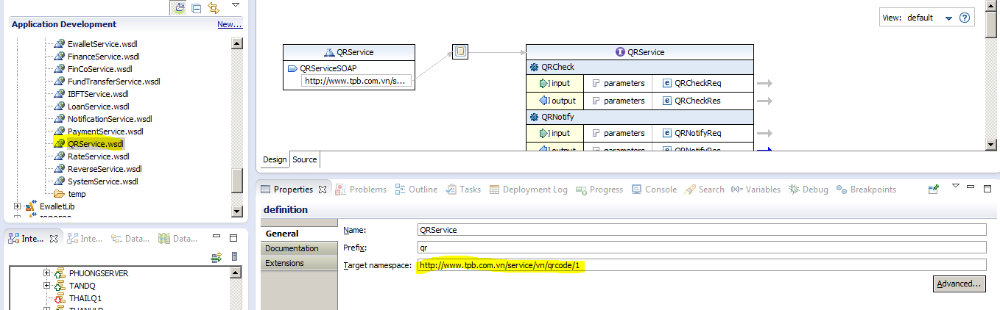 Application Development New...
EwalletService.wsdl
FinanceService.wsdl
FinCoService.wsdl
FundTransferService.wsdl
IBFTService.wsdl
LoanService.wsdl
NotificationService.wsdl
PaymentService.wsdl
QRService.wsdl
RateService.wsdl
ReverseService.wsdl
SystemService.wsdl
temp
EwalletLib
Inte... Inte... Data... Data...
PHUONGSERVER
TANDQ
THAILQ1
View: default
QRService
QRServiceSOAP
http://www.tpb.com.vn/s...
QRService
QRCheck
input parameters QRCheckReq
output parameters QRCheckRes
QRNotify
input parameters QRNotifyReq
output parameters QRNotifyRes
Design Source
Properties Problems Outline Tasks Deployment Log Progress Console Search (x)= Variables Debug Breakpoints
definition
General
Documentation
Extensions
Name: QRService
Prefix: qr
Target namespace: http://www.tpb.com.vn/service/vn/qrcode/1
Advanced...